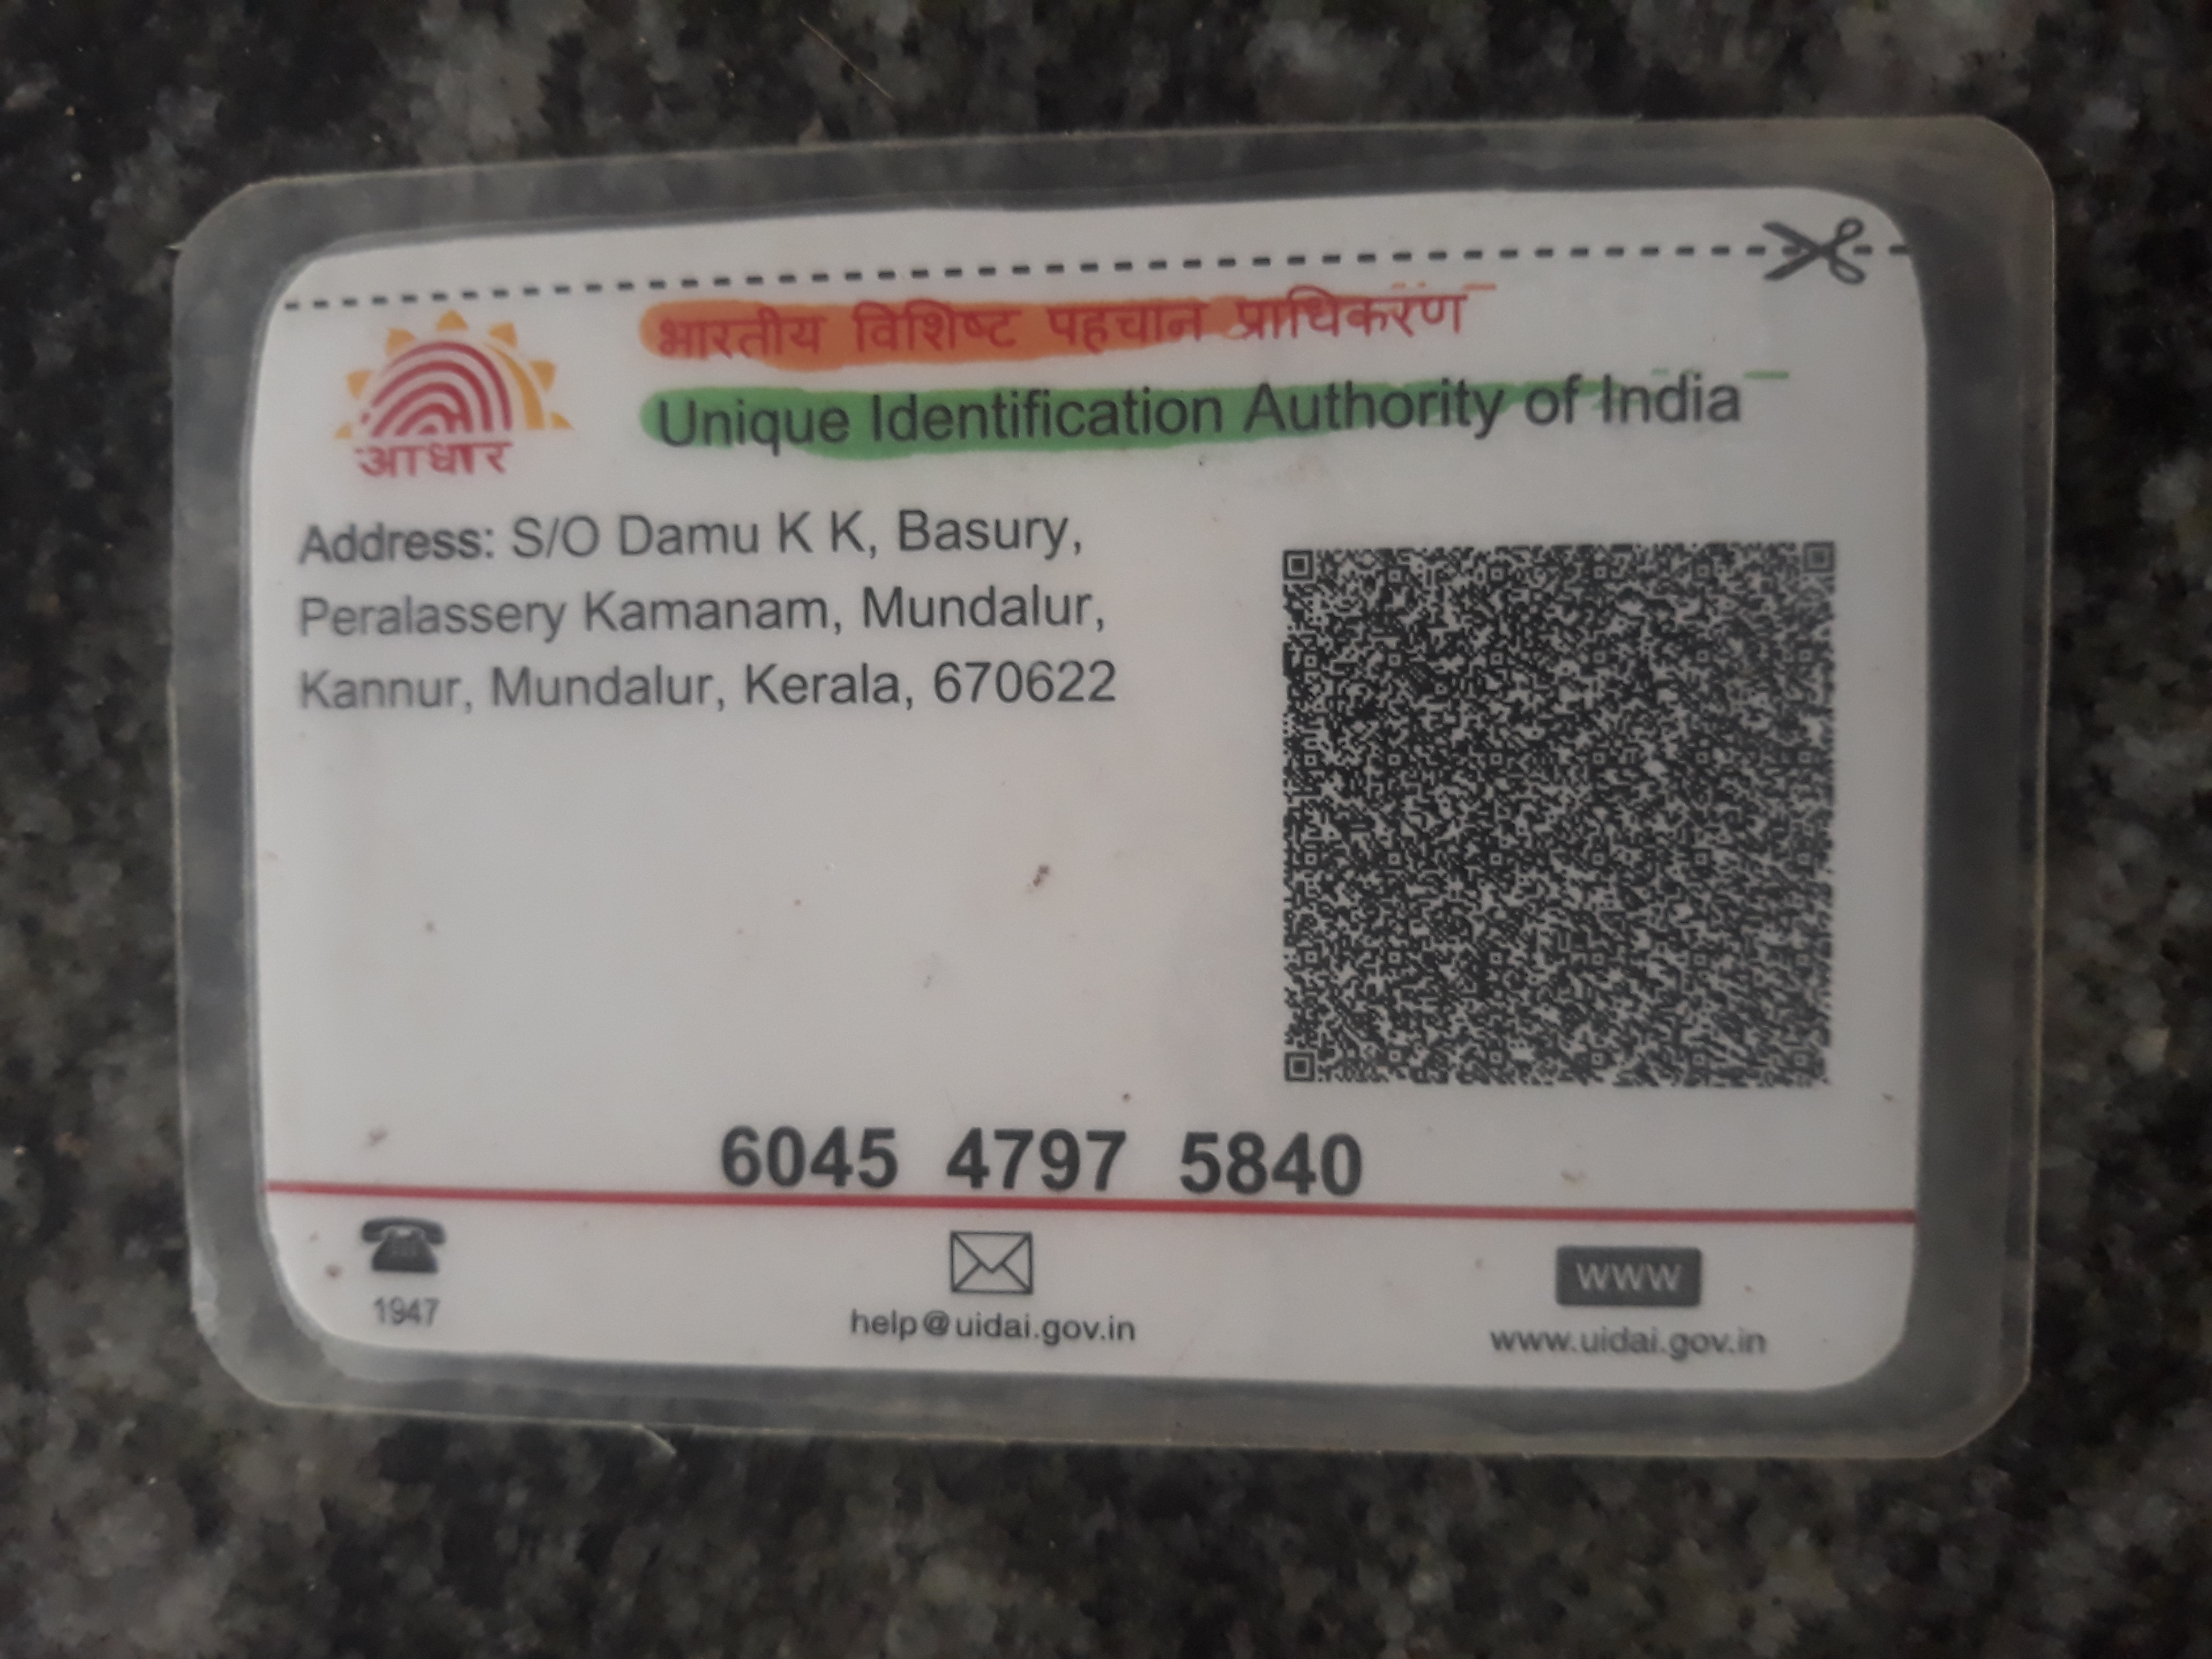 भारतीय विशिष्ट पहचान प्राधिकरण
Unique Identification Authority of India
आधार
Address: S/O Damu K K, Basury,
Peralassery Kamanam, Mundalur,
Kannur, Mundalur, Kerala, 670622
6045 4797 5840
1947
help@uidai.gov.in
www
www.uidai.gov.in